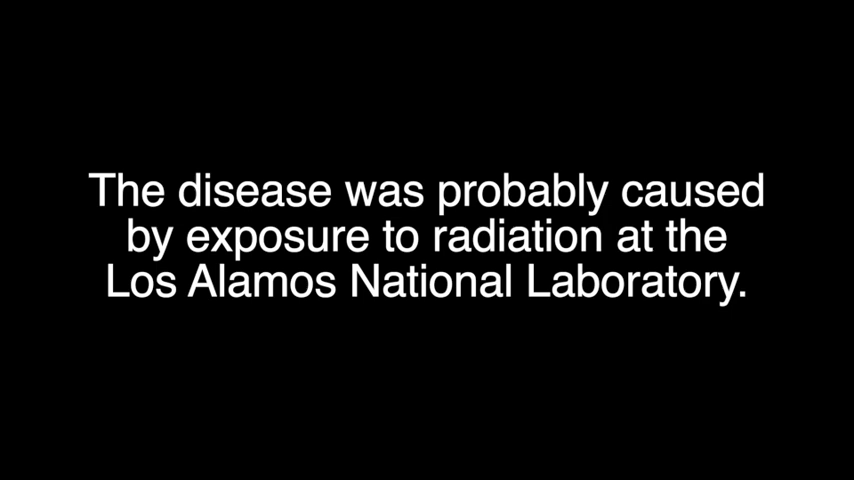 The disease was probably caused
by exposure to radiation at the
Los Alamos National Laboratory.